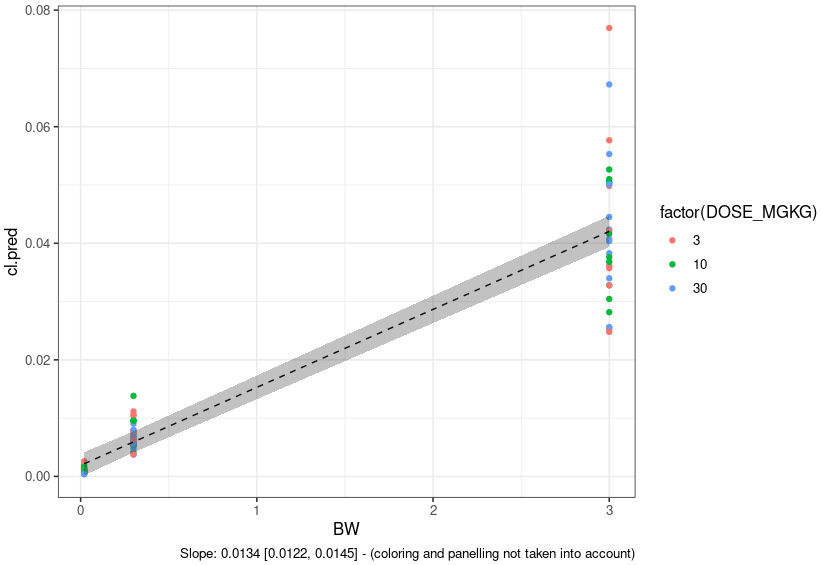 0.08
0.06
0.04
0.02
0.00
cl.pred
0 1 2 3
BW
factor(DOSE_MGKG)
3
10
30
Slope: 0.0134 [0.0122, 0.0145] - (coloring and panelling not taken into account)